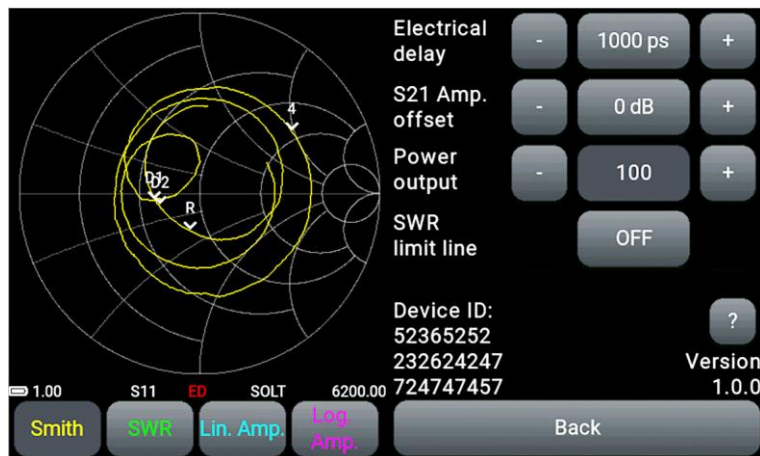 4
D1
D2
R
1.00 S11 ED SOLT 6200.00
Smith SWR Lin. Amp. Log.
Amp.
Electrical
delay - 1000 ps +
S21 Amp.
offset - 0 dB +
Power
output - 100 +
SWR
limit line OFF
Device ID:
52365252 ?
232624247 Version
724747457 1.0.0
Back